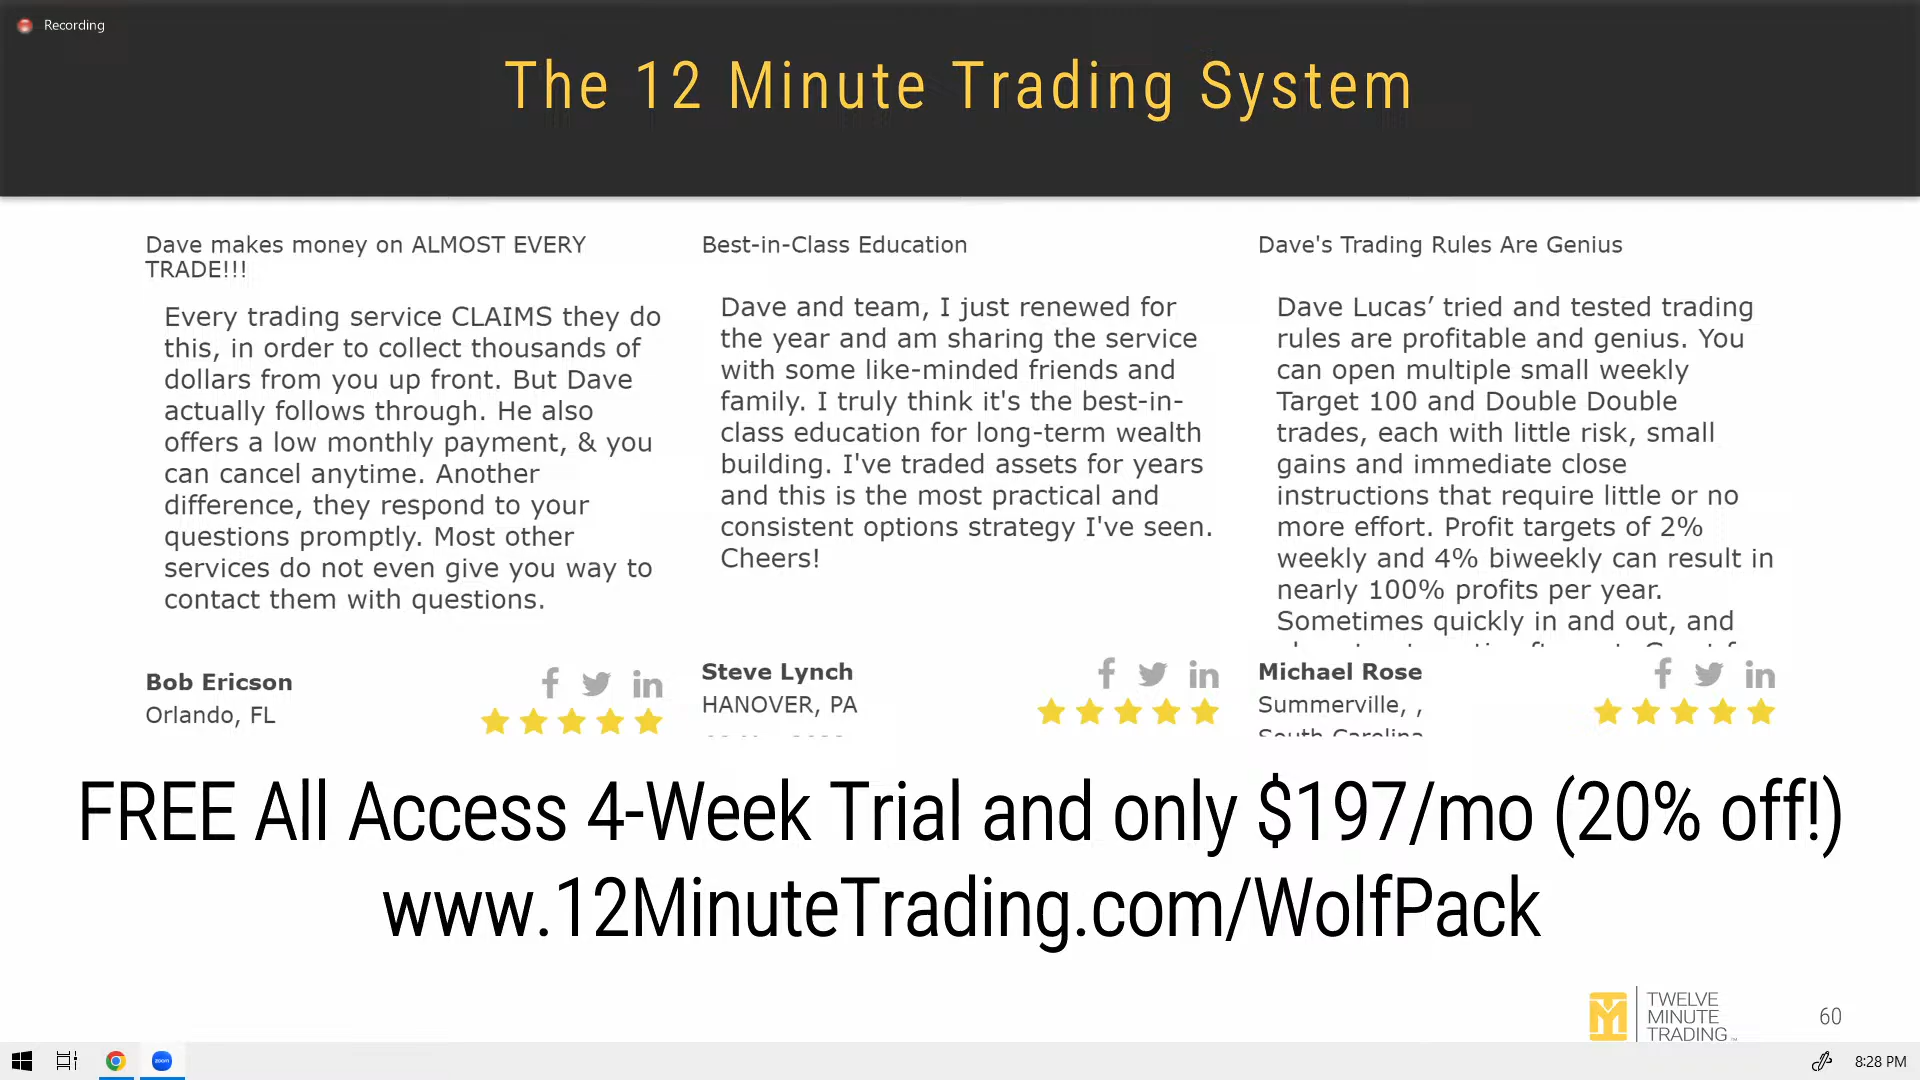 Recording
The 12 Minute Trading System
Dave makes money on ALMOST EVERY
TRADE!!!
Every trading service CLAIMS they do
this, in order to collect thousands of
dollars from you up front. But Dave
actually follows through. He also
offers a low monthly payment, & you
can cancel anytime. Another
difference, they respond to your
questions promptly. Most other
services do not even give you way to
contact them with questions.
Bob Ericson
Orlando, FL
Best-in-Class Education
Dave and team, I just renewed for
the year and am sharing the service
with some like-minded friends and
family. I truly think it's the best-in-
class education for long-term wealth
building. I've traded assets for years
and this is the most practical and
consistent options strategy I've seen.
Cheers!
Steve Lynch
HANOVER, PA
Dave's Trading Rules Are Genius
Dave Lucas’ tried and tested trading
rules are profitable and genius. You
can open multiple small weekly
Target 100 and Double Double
trades, each with little risk, small
gains and immediate close
instructions that require little or no
more effort. Profit targets of 2%
weekly and 4% biweekly can result in
nearly 100% profits per year.
Sometimes quickly in and out, and
Michael Rose
Summerville, ,
South Carolina
FREE All Access 4-Week Trial and only $197/mo (20% off!)
www.12MinuteTrading.com/WolfPack
TWELVE
MINUTE
TRADING
60
zoom
8:28 PM